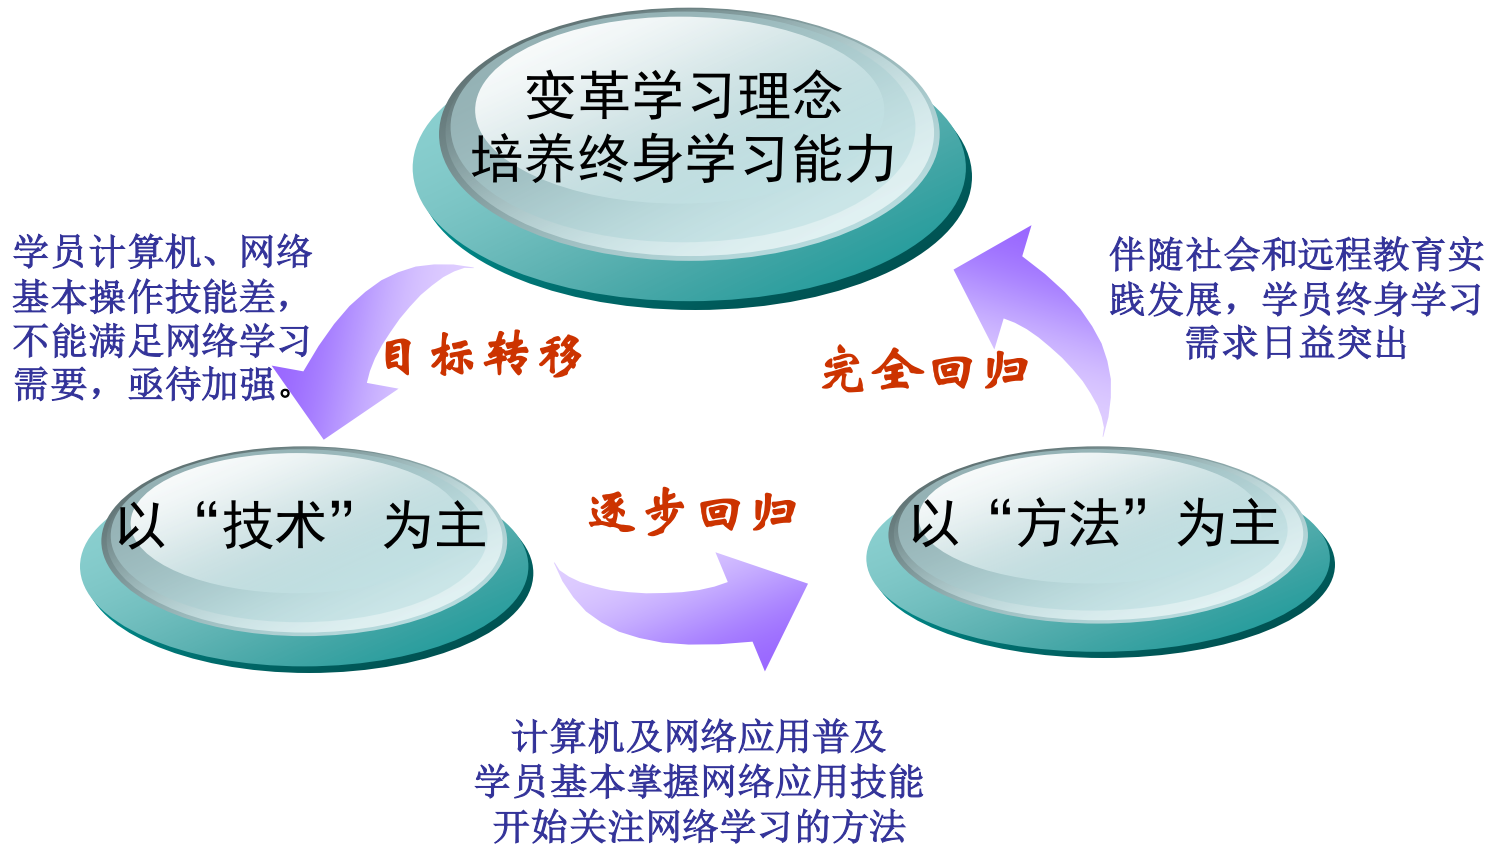 变革学习理念
培养终身学习能力
学员计算机、网络
基本操作技能差，
不能满足网络学习
需要，亟待加强。
目标转移
完全回归
伴随社会和远程教育实
践发展，学员终身学习
需求日益突出
以“技术”为主
逐步回归
以“方法”为主
计算机及网络应用普及
学员基本掌握网络应用技能
开始关注网络学习的方法